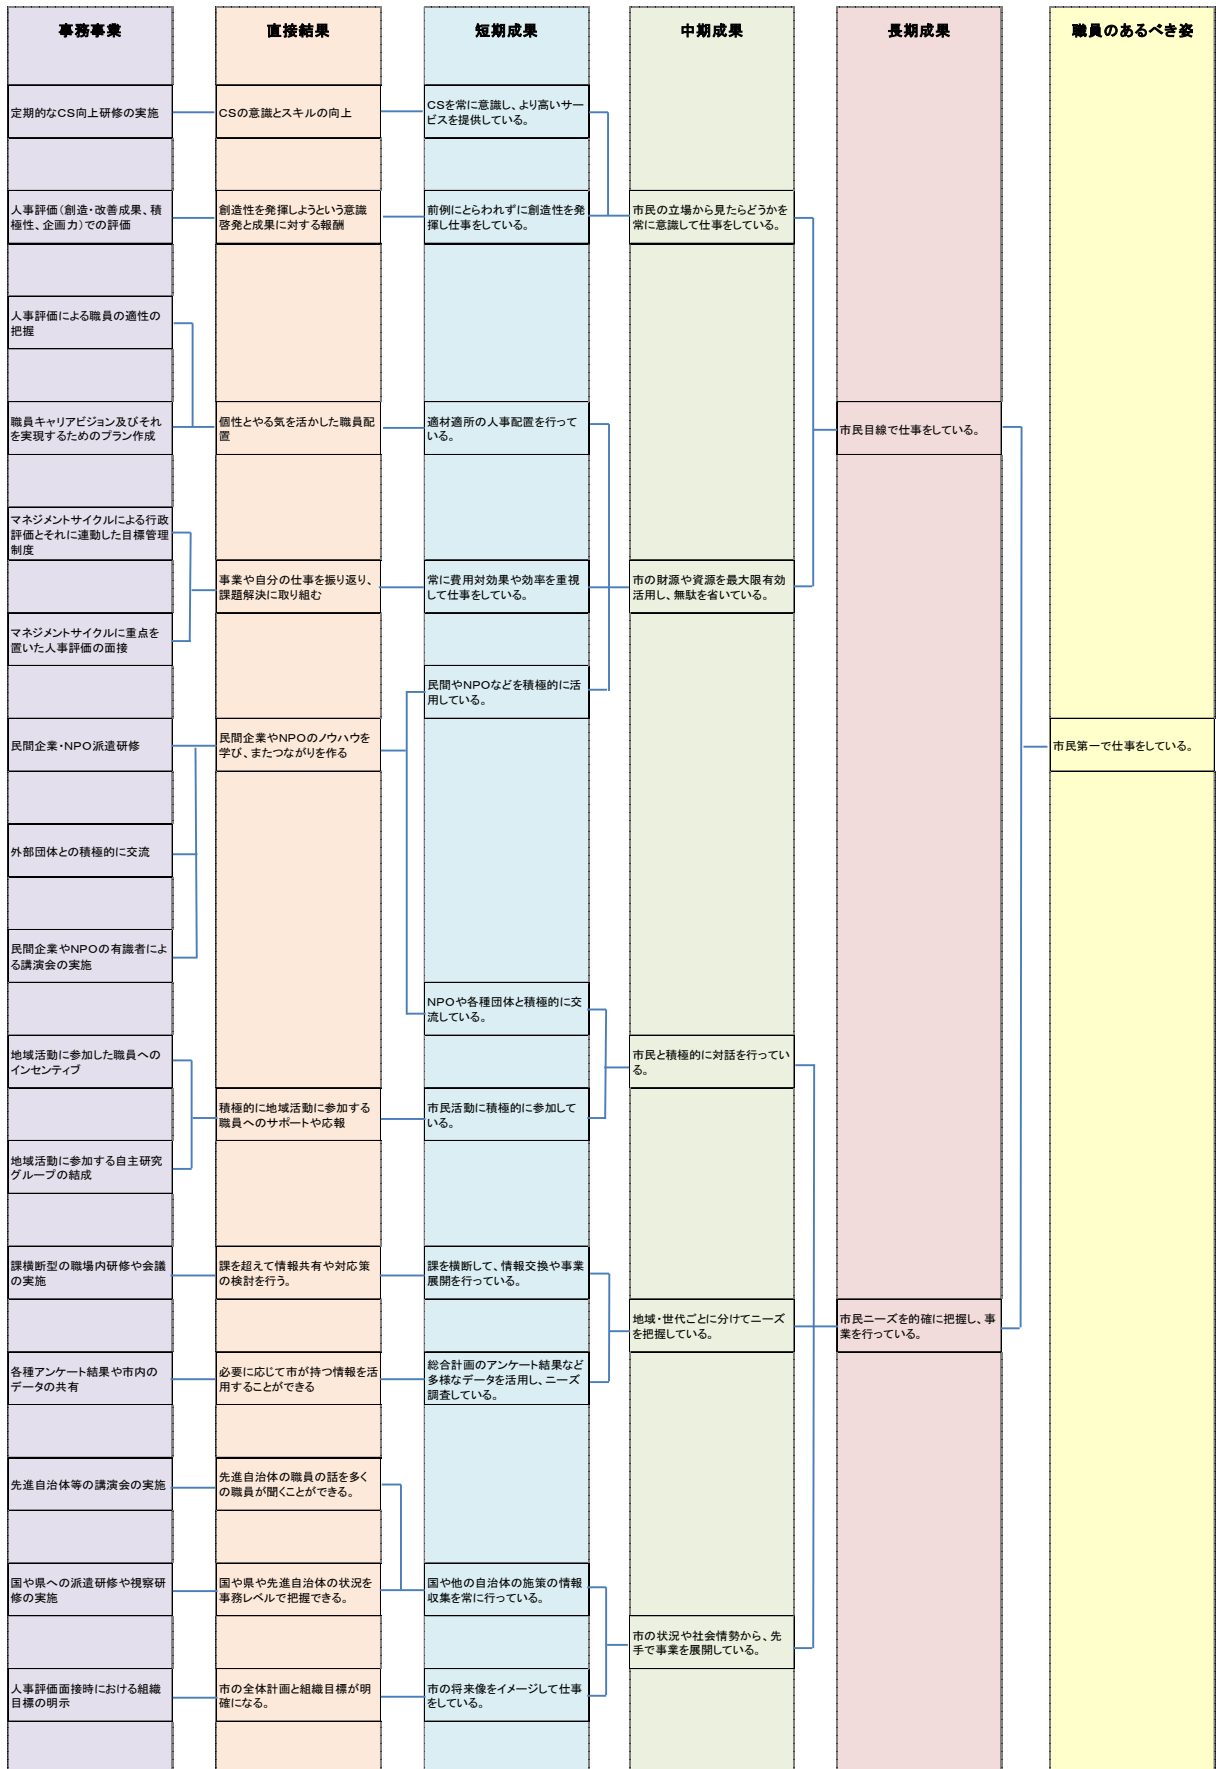 事務事業
直接結果
短期成果
中期成果
長期成果
職員のあるべき姿
定期的なCS向上研修の実施
CSの意識とスキルの向上
CSを常に意識し、より高いサー
ビスを提供している。
人事評価(創造・改善成果、積
極性、企画力)での評価
創造性を発揮しようという意識
啓発と成果に対する報酬
前例にとらわれずに創造性を発
揮し仕事をしている。
市民の立場から見たらどうかを
常に意識して仕事をしている。
人事評価による職員の適性の
把握
職員キャリアビジョン及びそれ
を実現するためのプラン作成
個性とやる気を活かした職員配
置
適材適所の人事配置を行って
いる。
市民目線で仕事をしている。
マネジメントサイクルによる行政
評価とそれに連動した目標管理
制度
事業や自分の仕事を振り返り、
課題解決に取り組む
常に費用対効果や効率を重視
して仕事をしている。
市の財源や資源を最大限有効
活用し、無駄を省いている。
マネジメントサイクルに重点を
置いた人事評価の面接
民間やNPOなどを積極的に活
用している。
民間企業・NPO派遣研修
民間企業やNPOのノウハウを
学び、またつながりを作る
市民第一で仕事をしている。
外部団体との積極的に交流
民間企業やNPOの有識者によ
る講演会の実施
NPOや各種団体と積極的に交
流している。
地域活動に参加した職員への
インセンティブ
市民と積極的に対話を行ってい
る。
積極的に地域活動に参加する
職員へのサポートや応報
市民活動に積極的に参加して
いる。
地域活動に参加する自主研究
グループの結成
課横断型の職場内研修や会議
の実施
課を超えて情報共有や対応策
の検討を行う。
課を横断して、情報交換や事業
展開を行っている。
地域・世代ごとに分けてニーズ
を把握している。
市民ニーズを的確に把握し、事
業を行っている。
各種アンケート結果や市内の
データの共有
必要に応じて市が持つ情報を活
用することができる
総合計画のアンケート結果など
多様なデータを活用し、ニーズ
調査している。
先進自治体等の講演会の実施
先進自治体の職員の話を多く
の職員が聞くことができる。
国や県への派遣研修や視察研
修の実施
国や県や先進自治体の状況を
事務レベルで把握できる。
国や他の自治体の施策の情報
収集を常に行っている。
市の状況や社会情勢から、先
手で事業を展開している。
人事評価面接時における組織
目標の明示
市の全体計画と組織目標が明
確になる。
市の将来像をイメージして仕事
をしている。